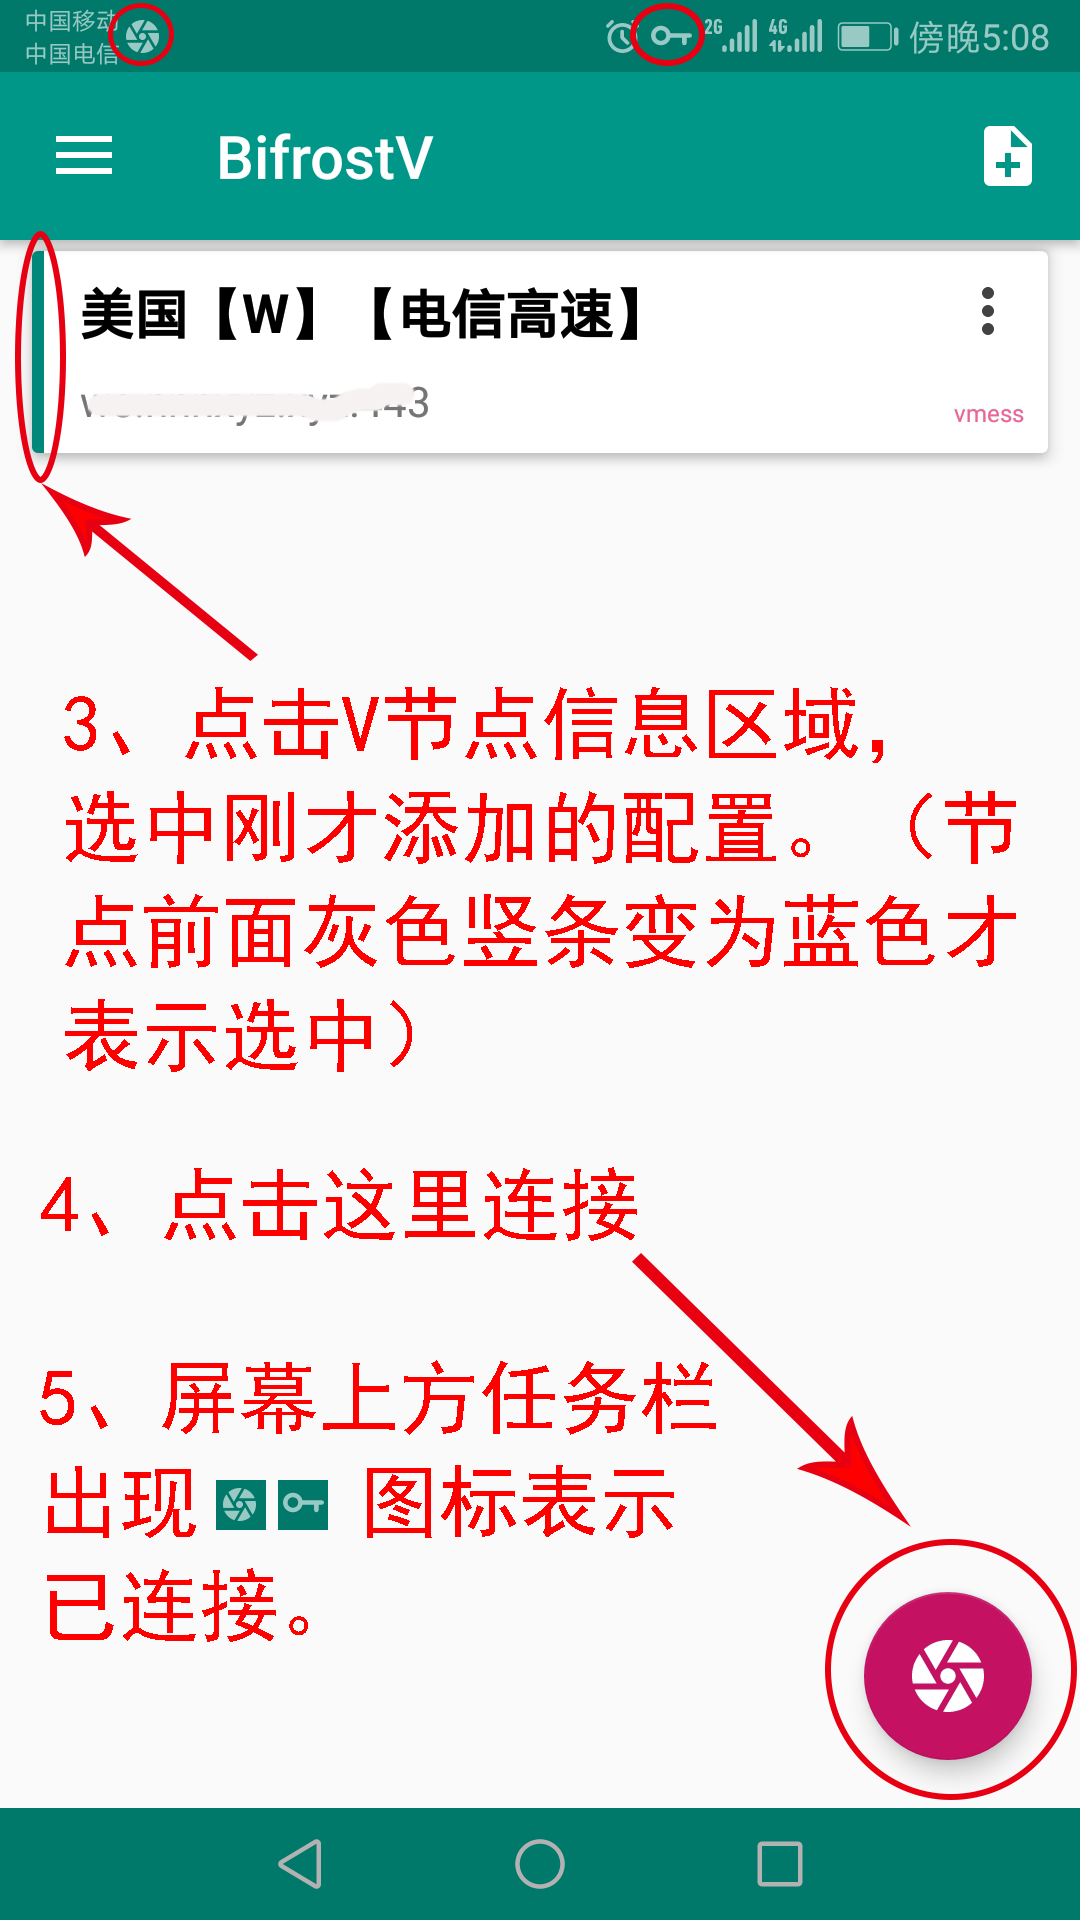 中国移动
中国电信
2G
4G
傍晚5:08
BifrostV
美国【W】【电信高速】
443
vmess
3、点击V节点信息区域，
选中刚才添加的配置。（节
点前面灰色竖条变为蓝色才
表示选中）
4、点击这里连接
5、屏幕上方任务栏
出现 图标表示
已连接。